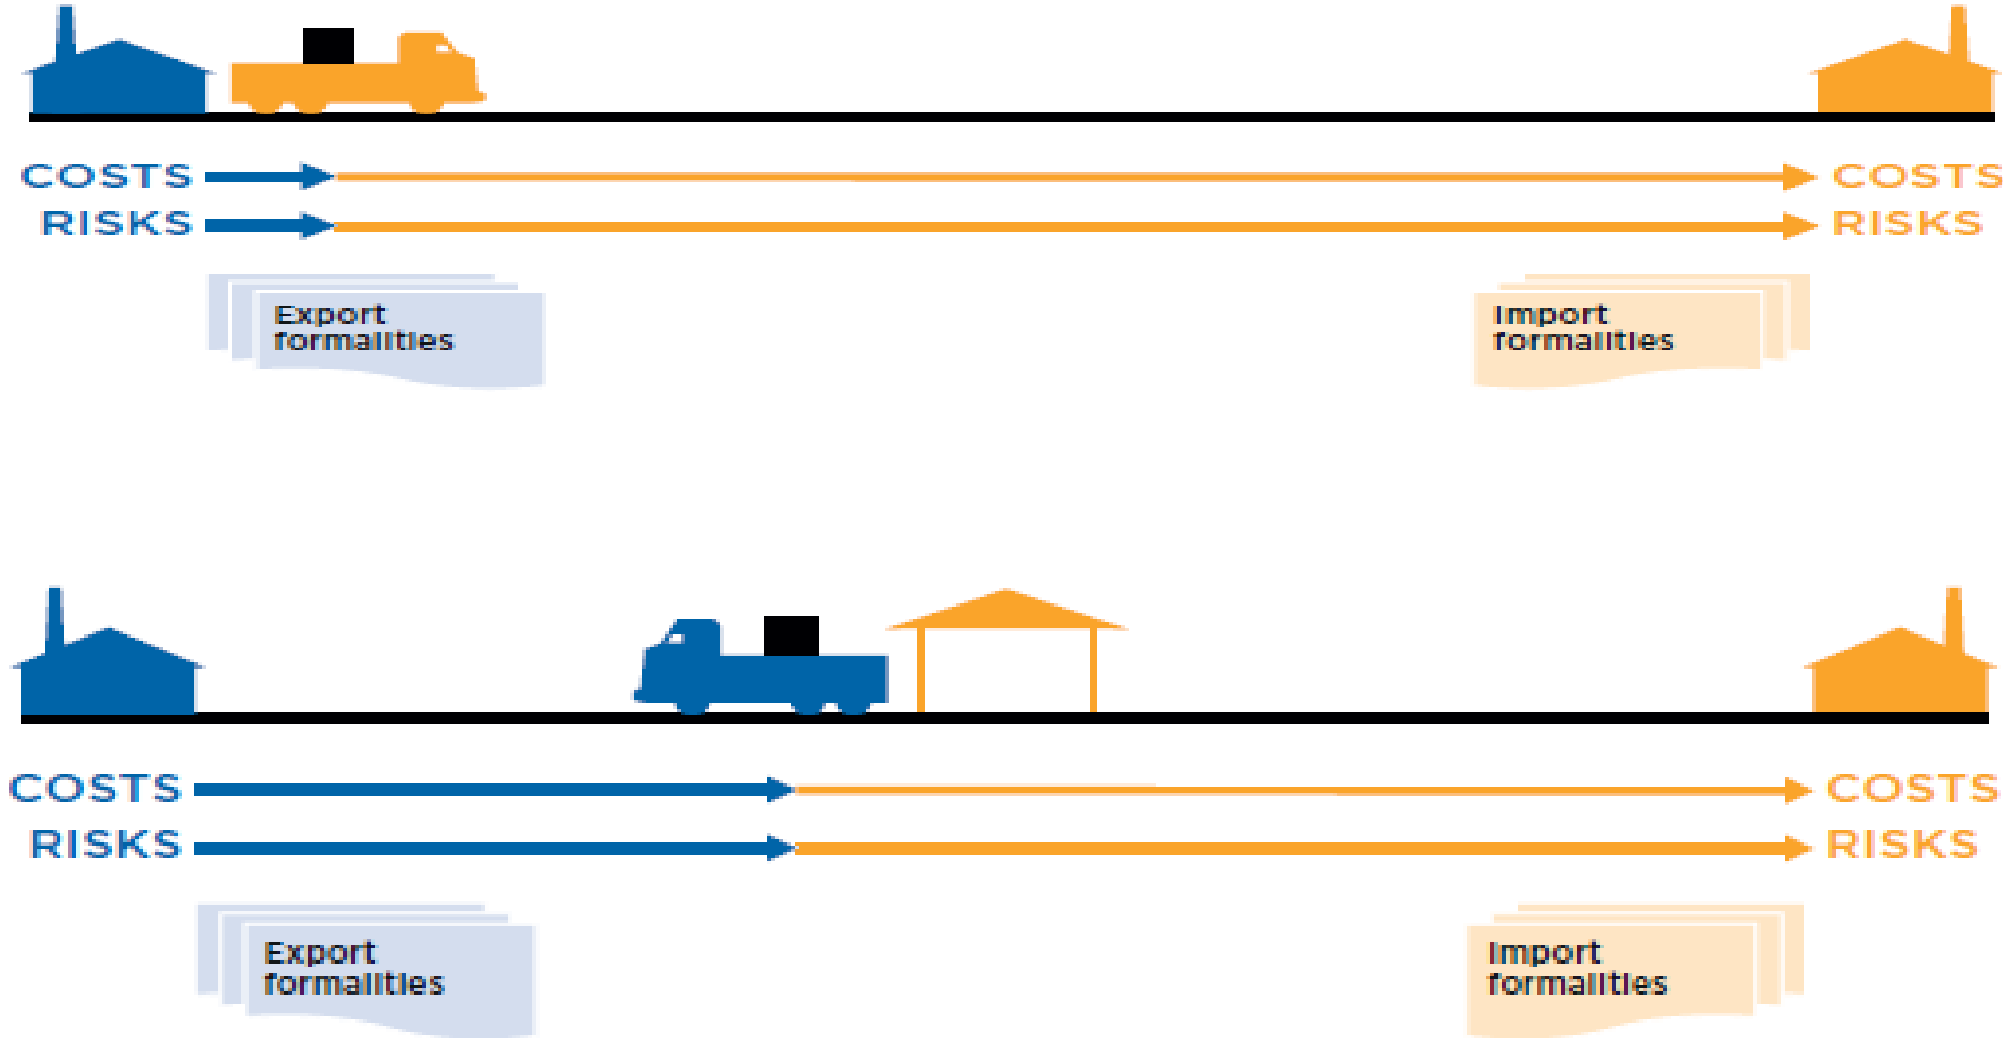 COSTS COSTS
RISKS RISKS
Export
formalities
Import
formalities
COSTS COSTS
RISKS RISKS
Export
formalities
Import
formalities